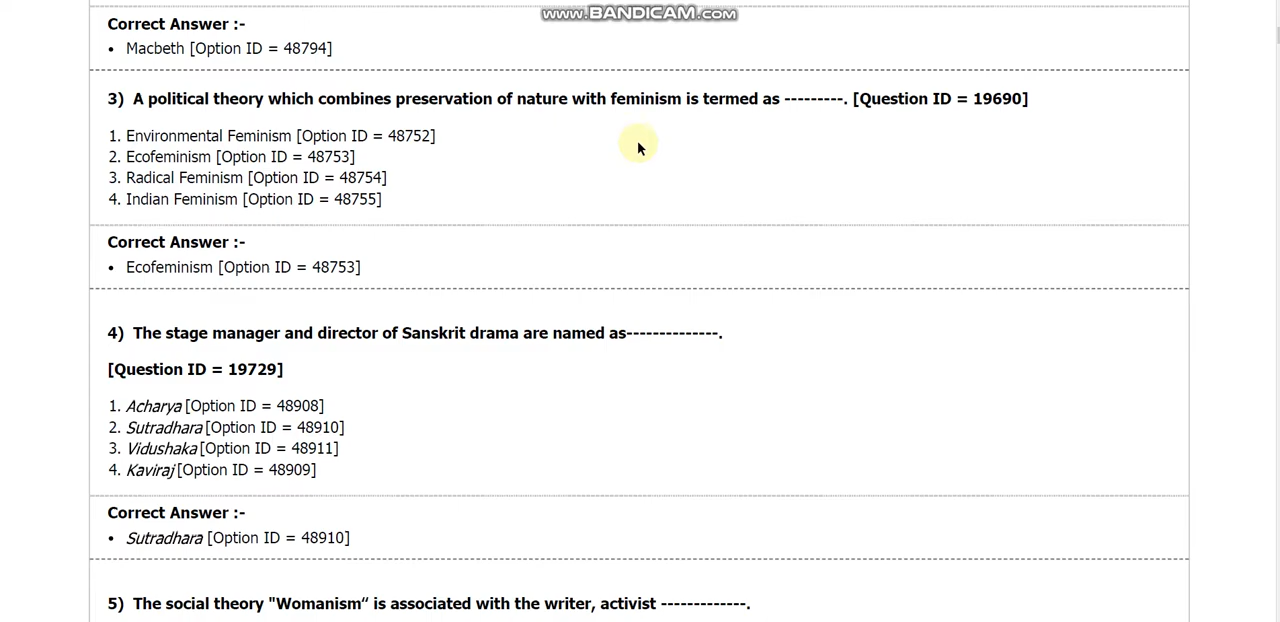 www.BANDICAM.com
Correct Answer :-
• Macbeth [Option ID = 48794]
3) A political theory which combines preservation of nature with feminism is termed as ---------. [Question ID = 19690]
1. Environmental Feminism [Option ID = 48752]
2. Ecofeminism [Option ID = 48753]
3. Radical Feminism [Option ID = 48754]
4. Indian Feminism [Option ID = 48755]
Correct Answer :-
• Ecofeminism [Option ID = 48753]
4) The stage manager and director of Sanskrit drama are named as--------------.
[Question ID = 19729]
1. Acharya [Option ID = 48908]
2. Sutradhara [Option ID = 48910]
3. Vidushaka [Option ID = 48911]
4. Kaviraj [Option ID = 48909]
Correct Answer :-
• Sutradhara [Option ID = 48910]
5) The social theory "Womanism“ is associated with the writer, activist -------------.